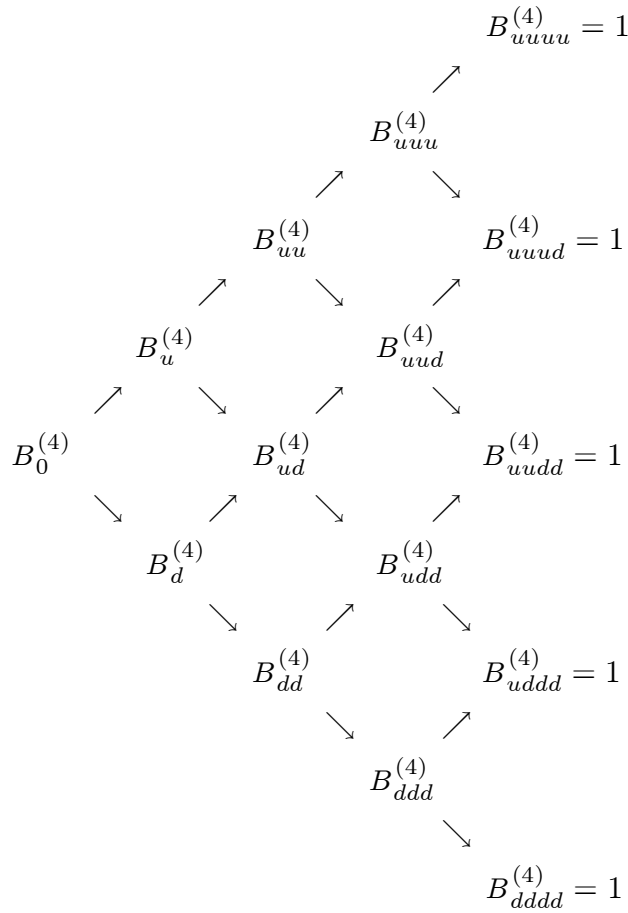 B_{uuuu}^{(4)} = 1
B_{uuu}^{(4)}
B_{uu}^{(4)} B_{uuud}^{(4)} = 1
B_{u}^{(4)} B_{uud}^{(4)}
B_{0}^{(4)} B_{ud}^{(4)} B_{uudd}^{(4)} = 1
B_{d}^{(4)} B_{udd}^{(4)}
B_{dd}^{(4)} B_{uddd}^{(4)} = 1
B_{ddd}^{(4)}
B_{dddd}^{(4)} = 1